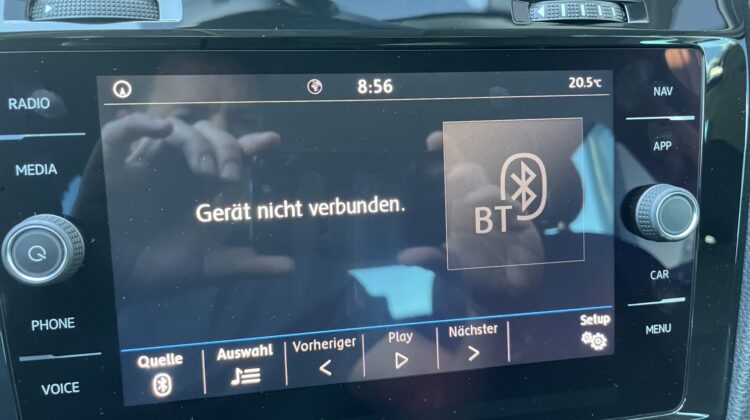 8:56
20.5°C
RADIO
MEDIA
PHONE
VOICE
NAV
APP
CAR
MENU
Gerät nicht verbunden.
BT
Quelle
Auswahl
Vorheriger
Play
Nächster
Setup